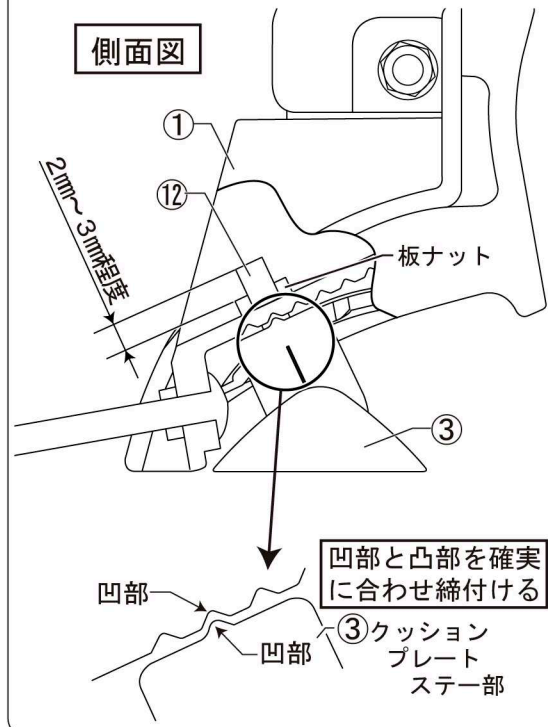 側面図
①
⑫
2mm～3mm程度
板ナット
③
凹部と凸部を確実
に合わせ締付ける
凹部
凹部
③クッション
プレート
ステー部